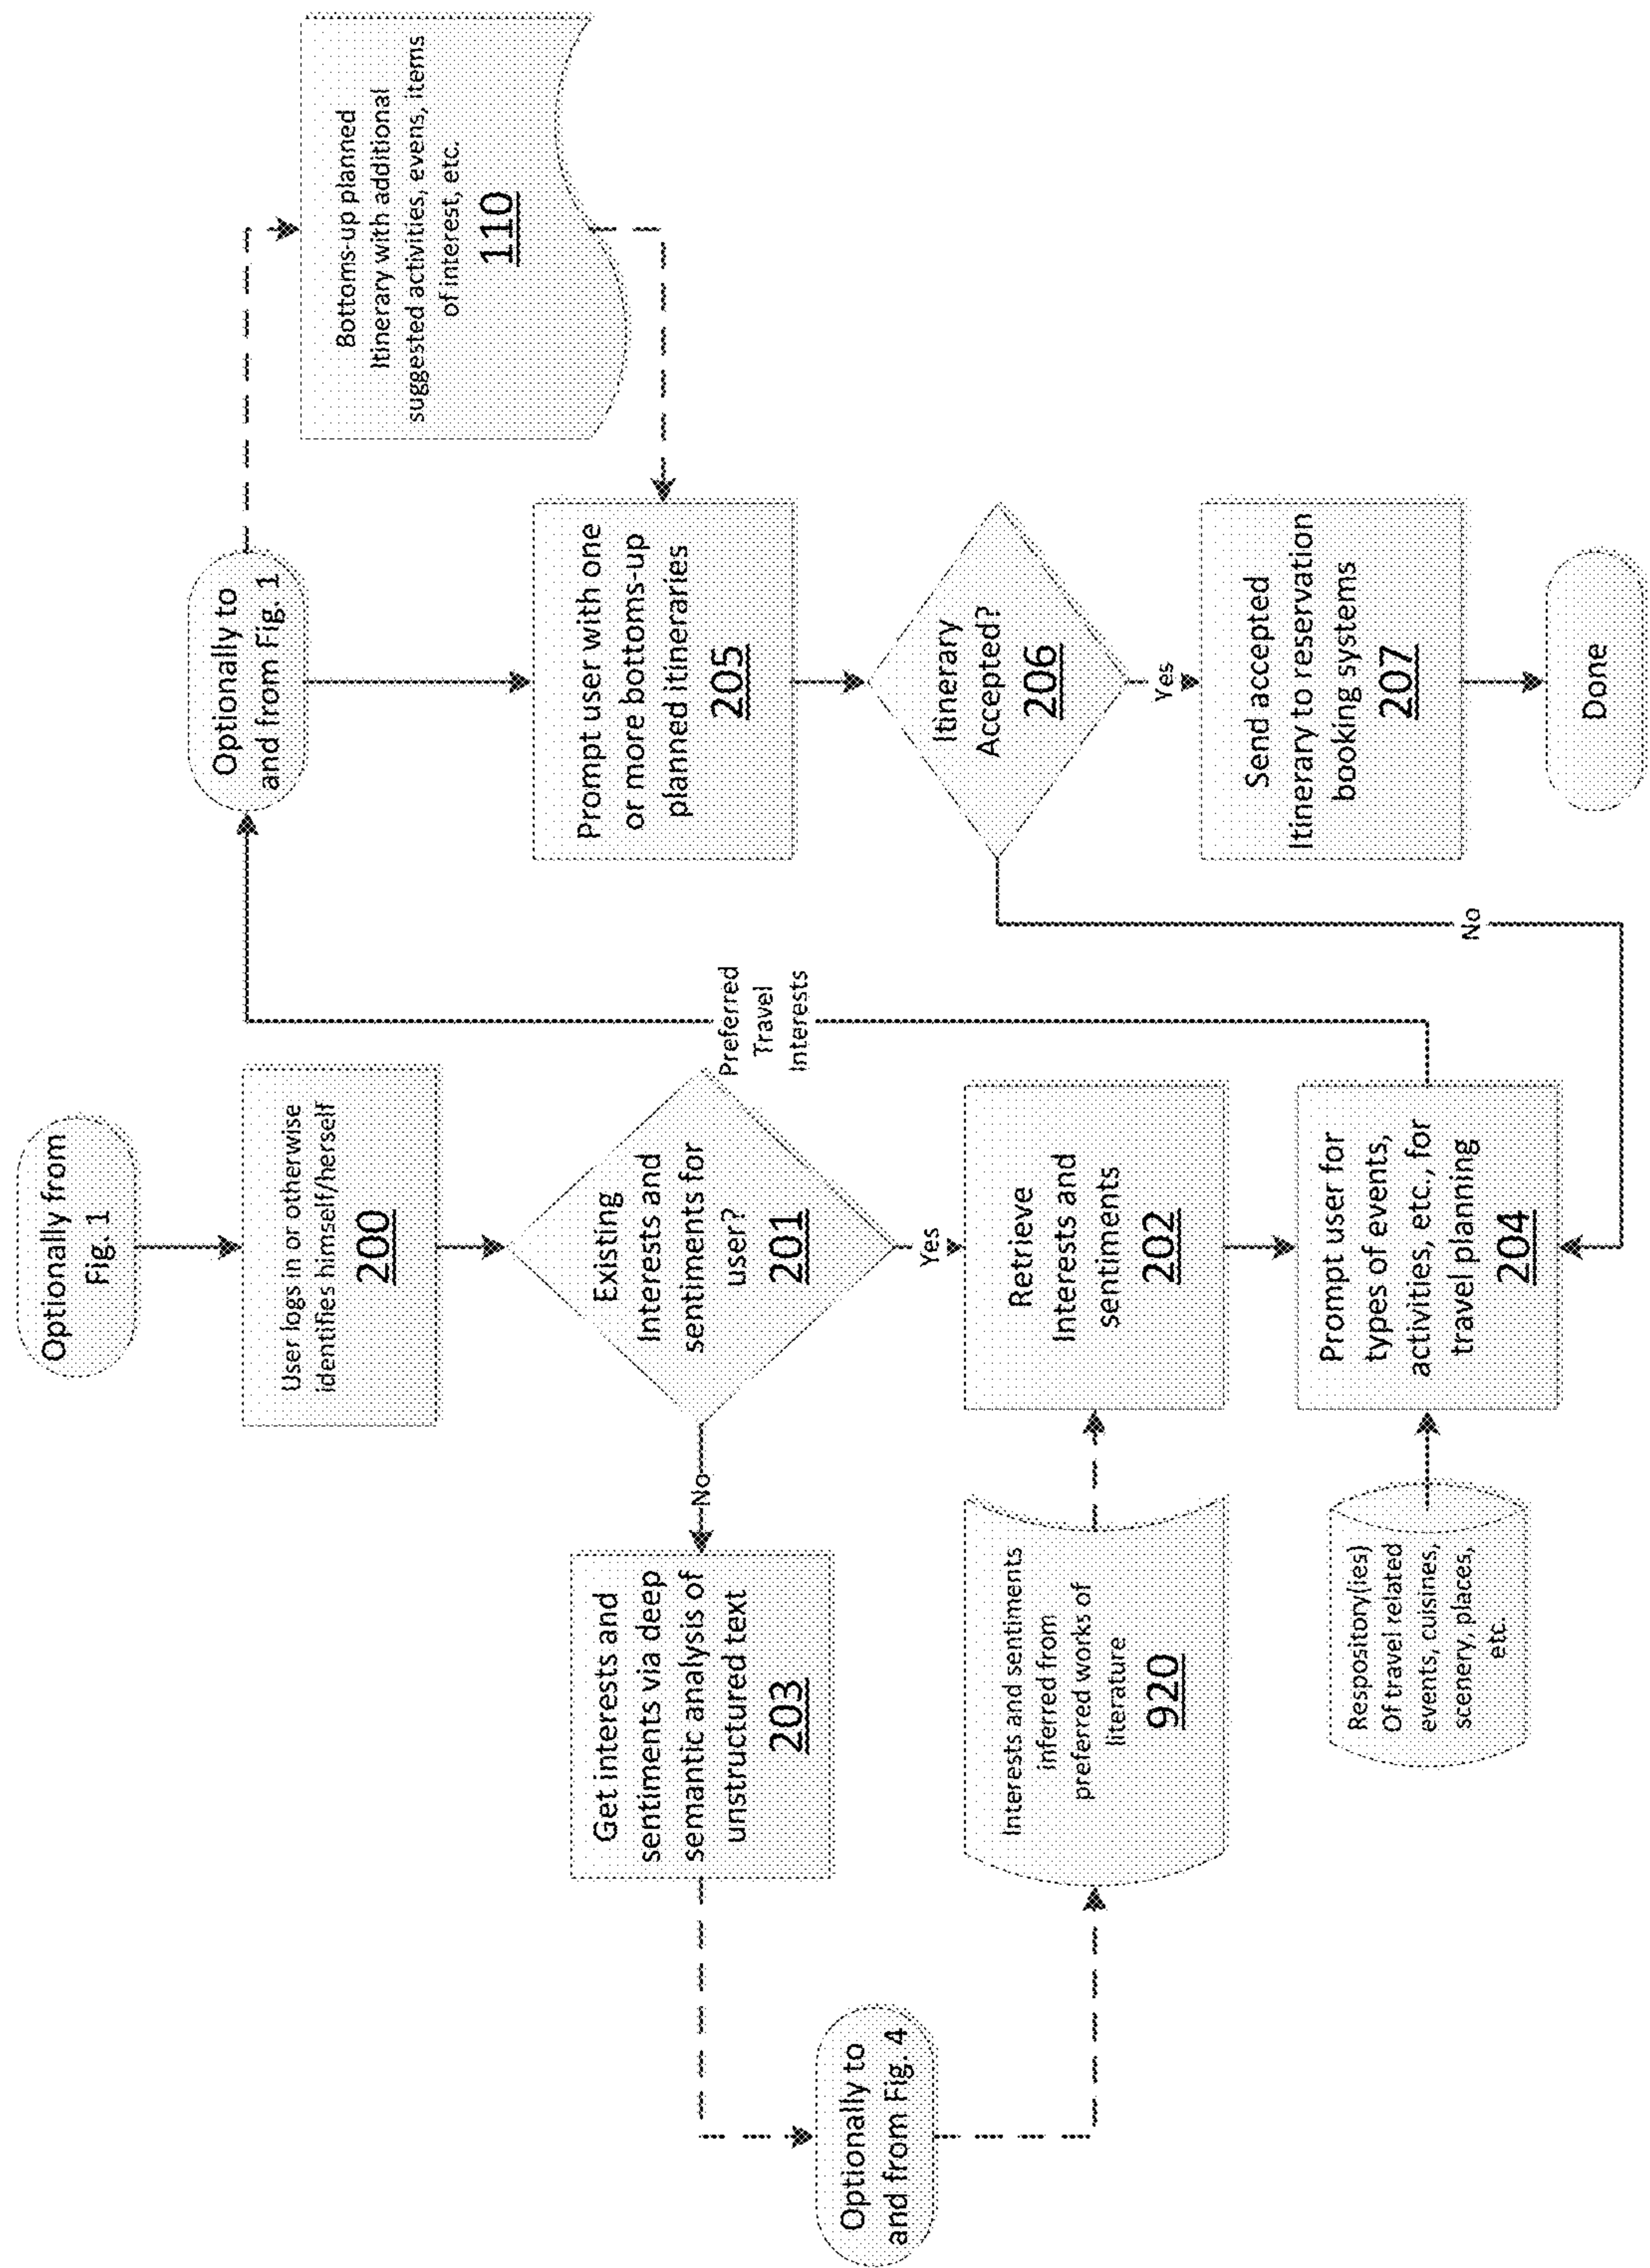 Optionally from
Fig. 1
User logs in or otherwise
identifies himself/herself
200
Existing
Interests and
sentiments for
user?
201
No
Yes
Get interests and
sentiments via deep
semantic analysis of
unstructured text
203
Optionally to
and from Fig. 4
Interests and sentiments
inferred from
preferred works of
literature
920
Retrieve
Interests and
sentiments
202
Respository(ies)
Of travel related
events, cuisines,
scenery, places,
etc.
Prompt user for
types of events,
activities, etc., for
travel planning
204
Preferred
Travel
Interests
Optionally to
and from Fig. 1
Bottoms-up planned
Itinerary with additional
suggested activities, evens, items
of interest, etc.
110
Prompt user with one
or more bottoms-up
planned itineraries
205
Itinerary
Accepted?
206
No
Yes
Send accepted
Itinerary to reservation
booking systems
207
Done